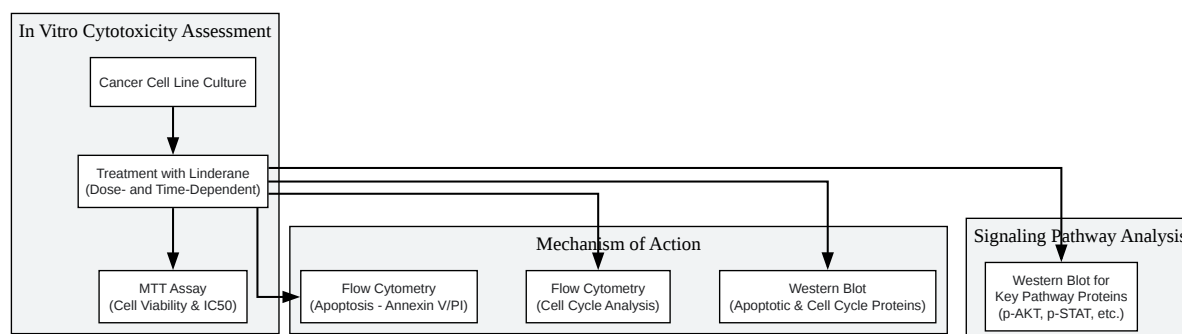 In Vitro Cytotoxicity Assessment
Cancer Cell Line Culture
Treatment with Linderane
(Dose- and Time-Dependent)
MTT Assay
(Cell Viability & IC50)
Mechanism of Action
Flow Cytometry
(Apoptosis - Annexin V/PI)
Flow Cytometry
(Cell Cycle Analysis)
Western Blot
(Apoptotic & Cell Cycle Proteins)
Signaling Pathway Analysis
Western Blot for
Key Pathway Proteins
(p-AKT, p-STAT, etc.)